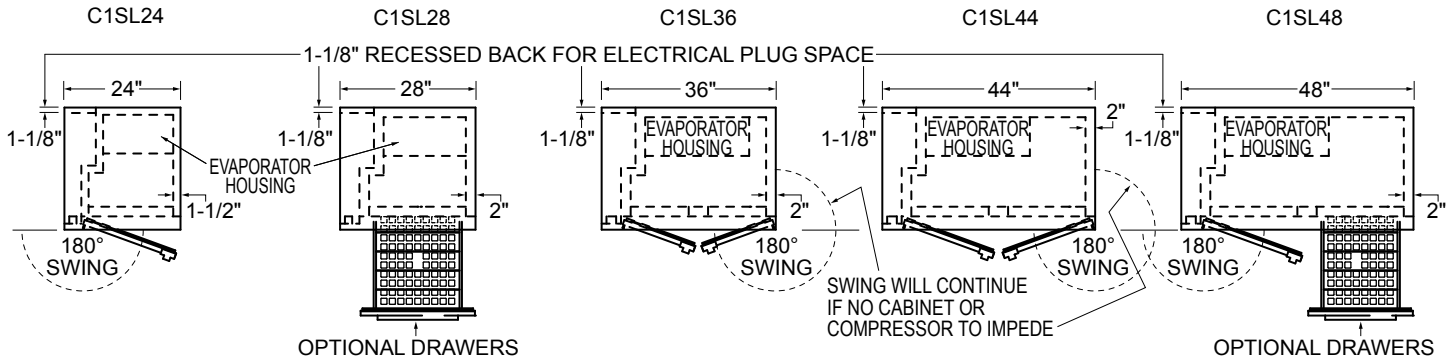 C1SL24 C1SL28 C1SL36 C1SL44 C1SL48
1-1/8" RECESSED BACK FOR ELECTRICAL PLUG SPACE
24" 28" 36" 44" 48"
1-1/8" 1-1/8" 1-1/8" 1-1/8" 2" 1-1/8"
EVAPORATOR
HOUSING
EVAPORATOR
HOUSING
EVAPORATOR
HOUSING
EVAPORATOR
HOUSING
1-1/2" 2" 2" 2"
180°
SWING
180°
SWING
180°
SWING
180°
SWING
SWING WILL CONTINUE
IF NO CABINET OR
COMPRESSOR TO IMPEDE
OPTIONAL DRAWERS
OPTIONAL DRAWERS